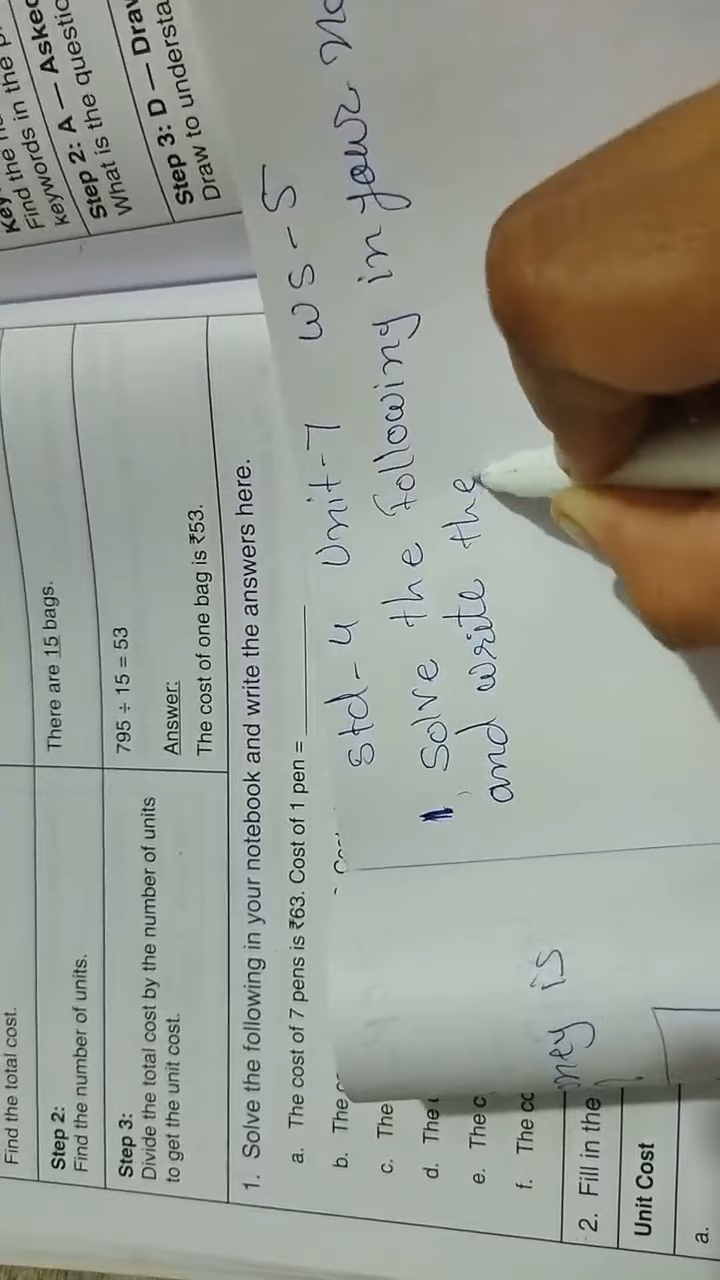 Find the
keywords in the
Step 2: A — Asked
What is the
Step 3: D — Draw
Draw to
Find the total cost.
Step 2:
Find the number of units.
There are 15 bags.
Step 3:
Divide the total cost by the number of units
to get the unit cost.
795 ÷ 15 = 53
Answer:
The cost of one bag is ₹53.
1. Solve the following in your notebook and write the answers here.
a. The cost of 7 pens is ₹63. Cost of 1 pen =
b. The
c. The
d. The
e. The
f. The
2. Fill in the
Unit Cost
a.
Std-4 Unit-7 WS-5
1. Solve the following in your
and write the
is